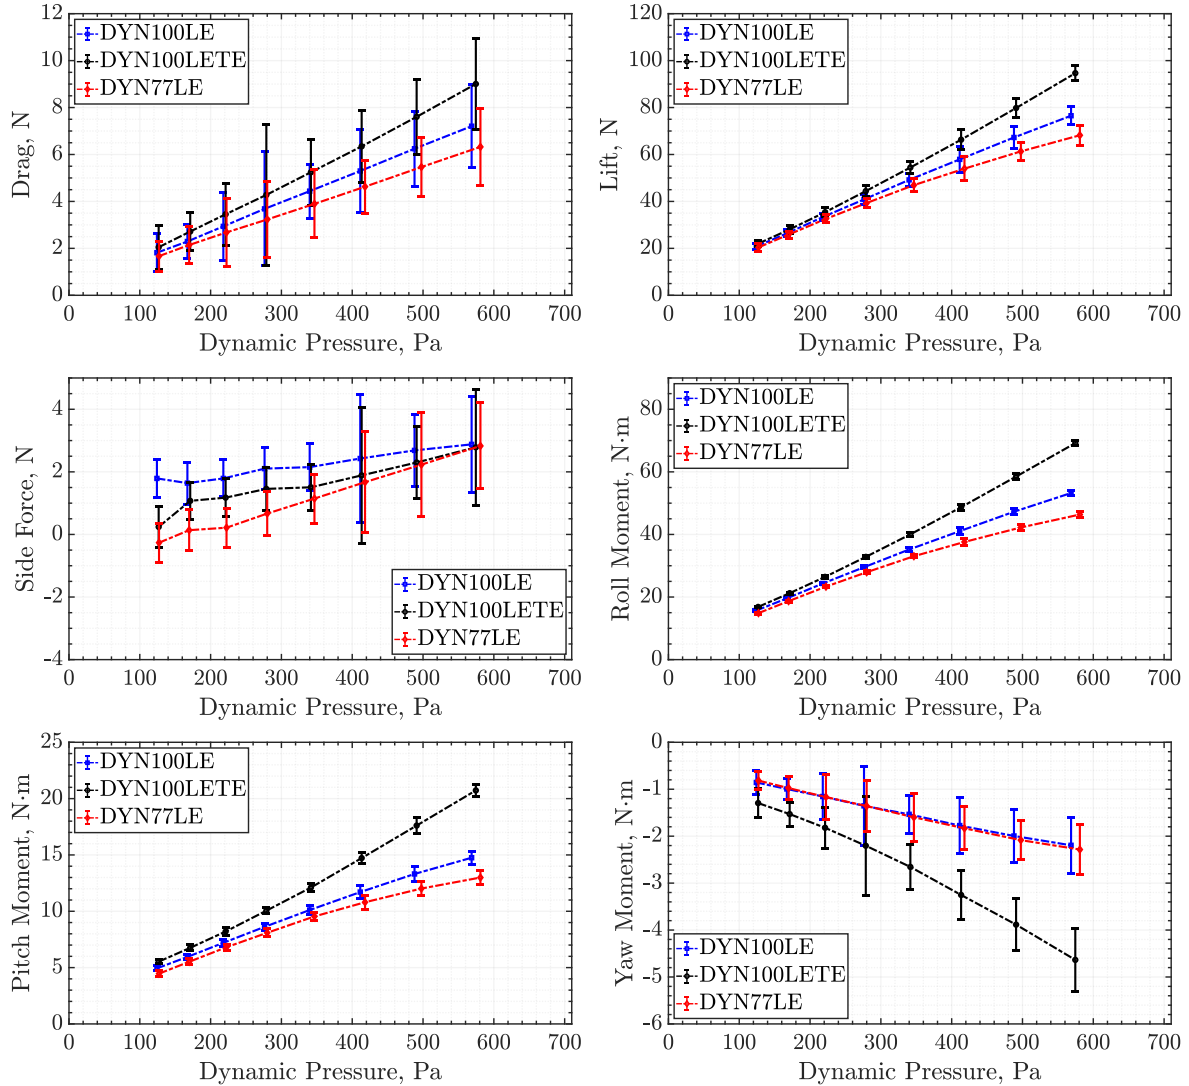 12
10
8
6
4
2
0
Drag, N
DYN100LE
DYN100LETE
DYN77LE
0 100 200 300 400 500 600 700
Dynamic Pressure, Pa
120
100
80
60
40
20
0
Lift, N
DYN100LE
DYN100LETE
DYN77LE
0 100 200 300 400 500 600 700
Dynamic Pressure, Pa
4
2
0
-2
-4
Side Force, N
DYN100LE
DYN100LETE
DYN77LE
0 100 200 300 400 500 600 700
Dynamic Pressure, Pa
80
60
40
20
0
Roll Moment, N·m
DYN100LE
DYN100LETE
DYN77LE
0 100 200 300 400 500 600 700
Dynamic Pressure, Pa
25
20
15
10
5
0
Pitch Moment, N·m
DYN100LE
DYN100LETE
DYN77LE
0 100 200 300 400 500 600 700
Dynamic Pressure, Pa
0
-1
-2
-3
-4
-5
-6
Yaw Moment, N·m
DYN100LE
DYN100LETE
DYN77LE
0 100 200 300 400 500 600 700
Dynamic Pressure, Pa